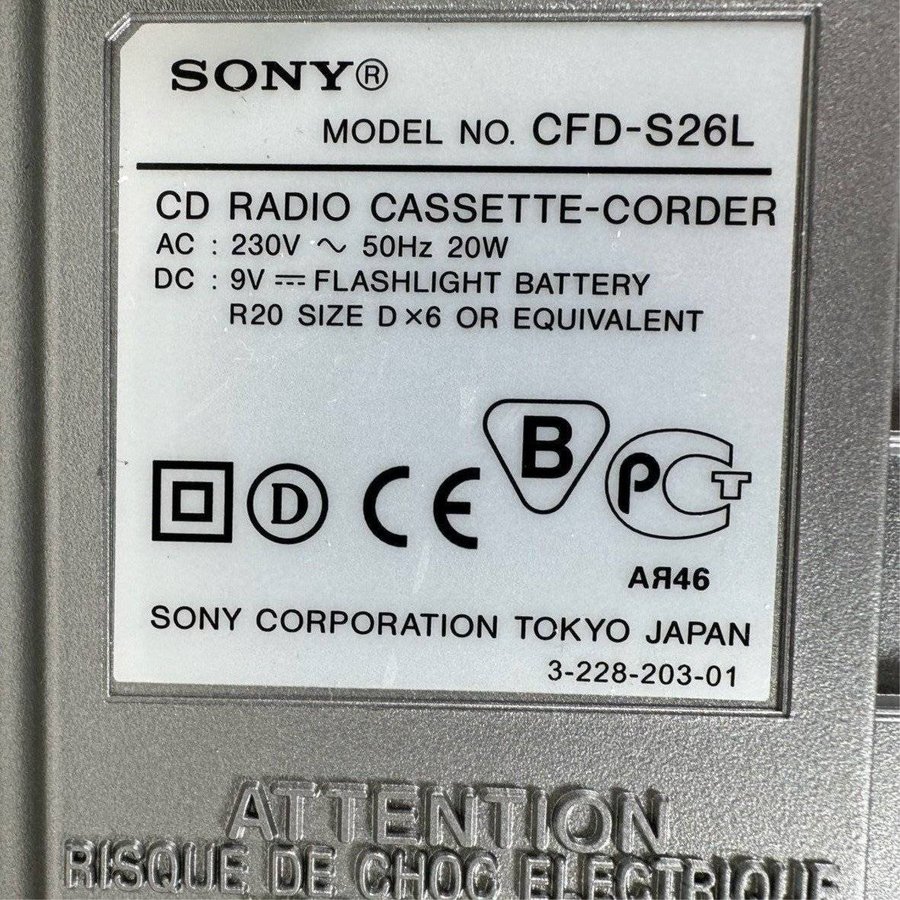 SONY®
MODEL NO. CFD-S26L
CD RADIO CASSETTE-CORDER
AC : 230V ~ 50Hz 20W
DC : 9V ⎓ FLASHLIGHT BATTERY
R20 SIZE D×6 OR EQUIVALENT
D CE B PCT
АЯ46
SONY CORPORATION TOKYO JAPAN
3-228-203-01
ATTENTION
RISQUE DE CHOC ELECTRIQUE